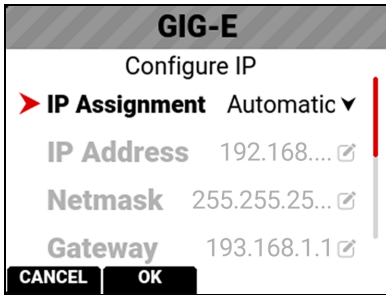 GIG-E
Configure IP
IP Assignment Automatic
IP Address 192.168....
Netmask 255.255.25...
Gateway 193.168.1.1
CANCEL OK